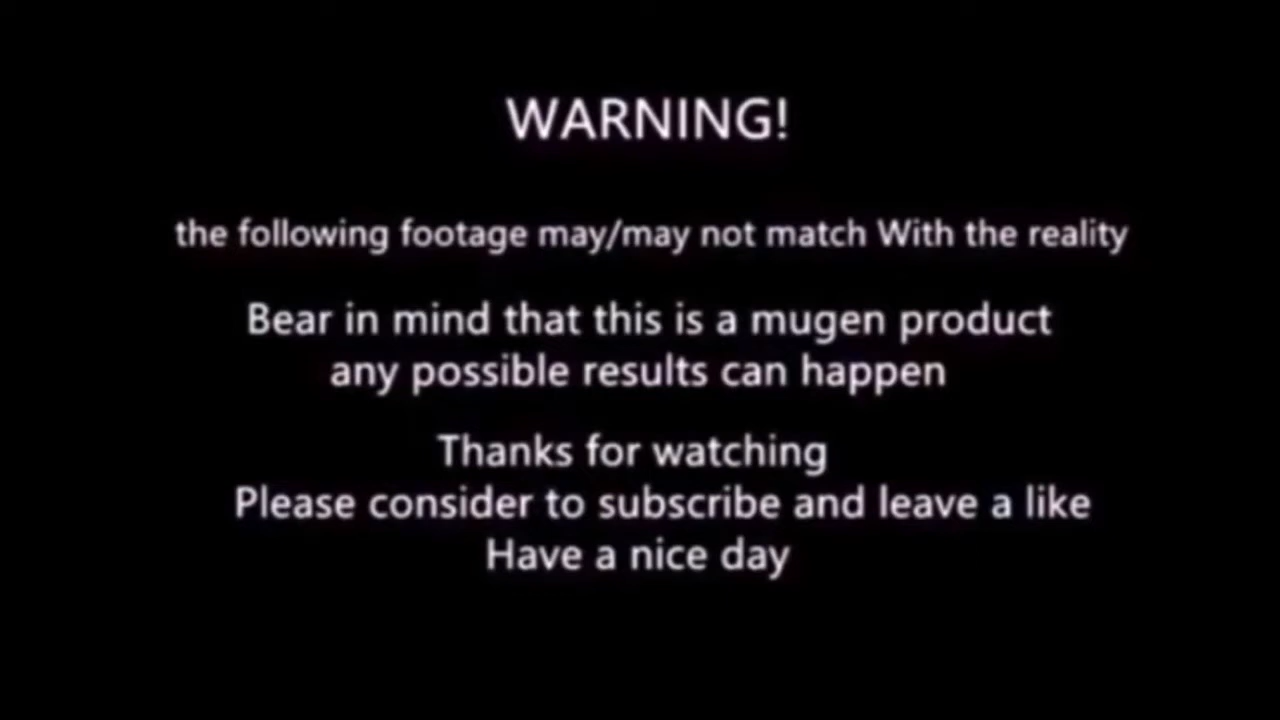 WARNING!
the following footage may/may not match With the reality
Bear in mind that this is a mugen product
any possible results can happen
Thanks for watching
Please consider to subscribe and leave a like
Have a nice day